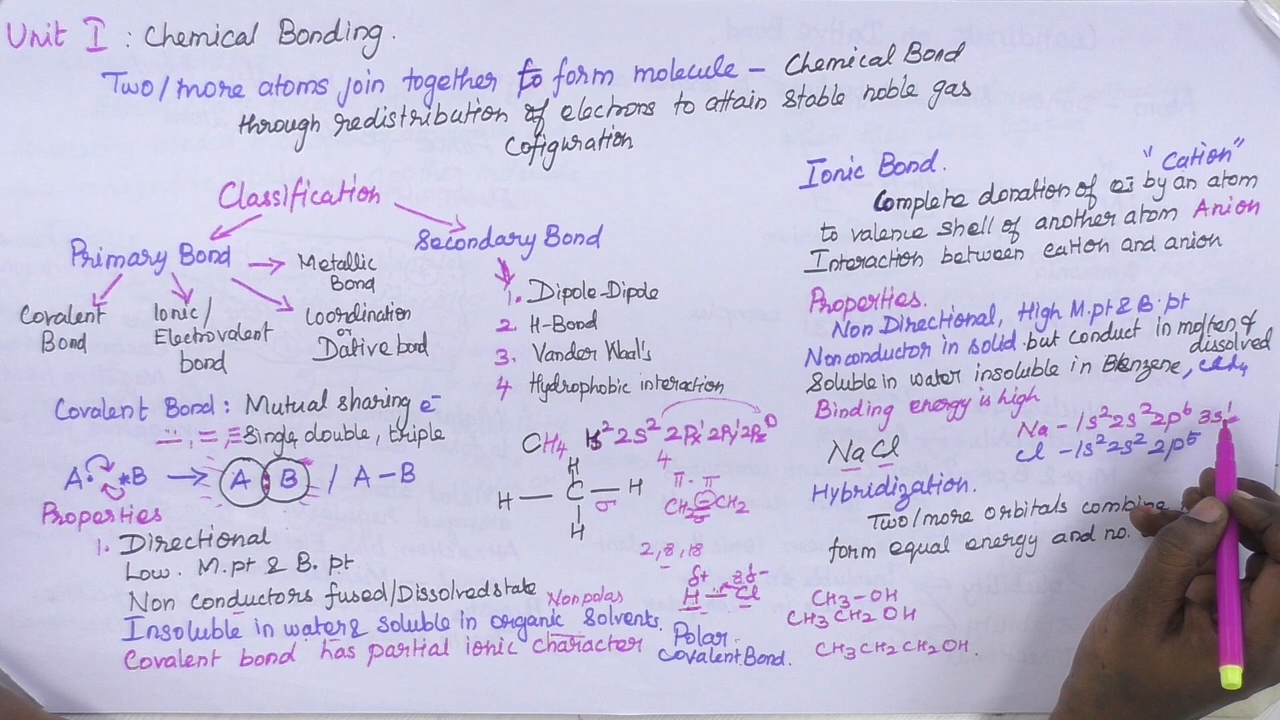 Unit I : Chemical Bonding.
Two/more atoms join together to form molecule – Chemical Bond
through redistribution of electrons to attain stable noble gas
Cofiguration
Classification
Primary Bond
Metallic
Bond
Covalent
Bond
Ionic/
Electrovalent
bond
Coordination
or
Dative bond
Secondary Bond
1. Dipole-Dipole
2. H-Bond
3. Vander Waal's
4 Hydrophobic interaction
Covalent Bond : Mutual sharing e-
–, =, ≡ Single double, triple
A B → A B / A – B
Properties
1. Directional
Low. M.pt & B. pt
Non conductors fused/Dissolved state Nonpolar
Insoluble in water & soluble in organic solvents.
Covalent bond has partial ionic character
CH4 1s² 2s² 2Px¹ 2Py¹ 2Pz⁰
4
H
H – C – H
σ
H
π - π
CH2 = CH2
σ
2, 8, 18
δ+ δ-
H – Cl
Polar
Covalent Bond.
Ionic Bond. "Cation"
Complete donation of by an atom
to valence shell of another atom Anion
Interaction between cation and anion
Properties.
Non Directional, High M.pt & B.pt
Nonconductor in solid but conduct in molten,
dissolved
Soluble in water insoluble in Benzene,
Binding energy is high
Na – 1s² 2s² 2p⁶ 3s¹
NaCl
Cl – 1s² 2s² 2p⁵
Hybridization.
Two/more orbitals combine
form equal energy and no.
CH3 – OH
CH3 CH2 OH
CH3 CH2 CH2 OH.